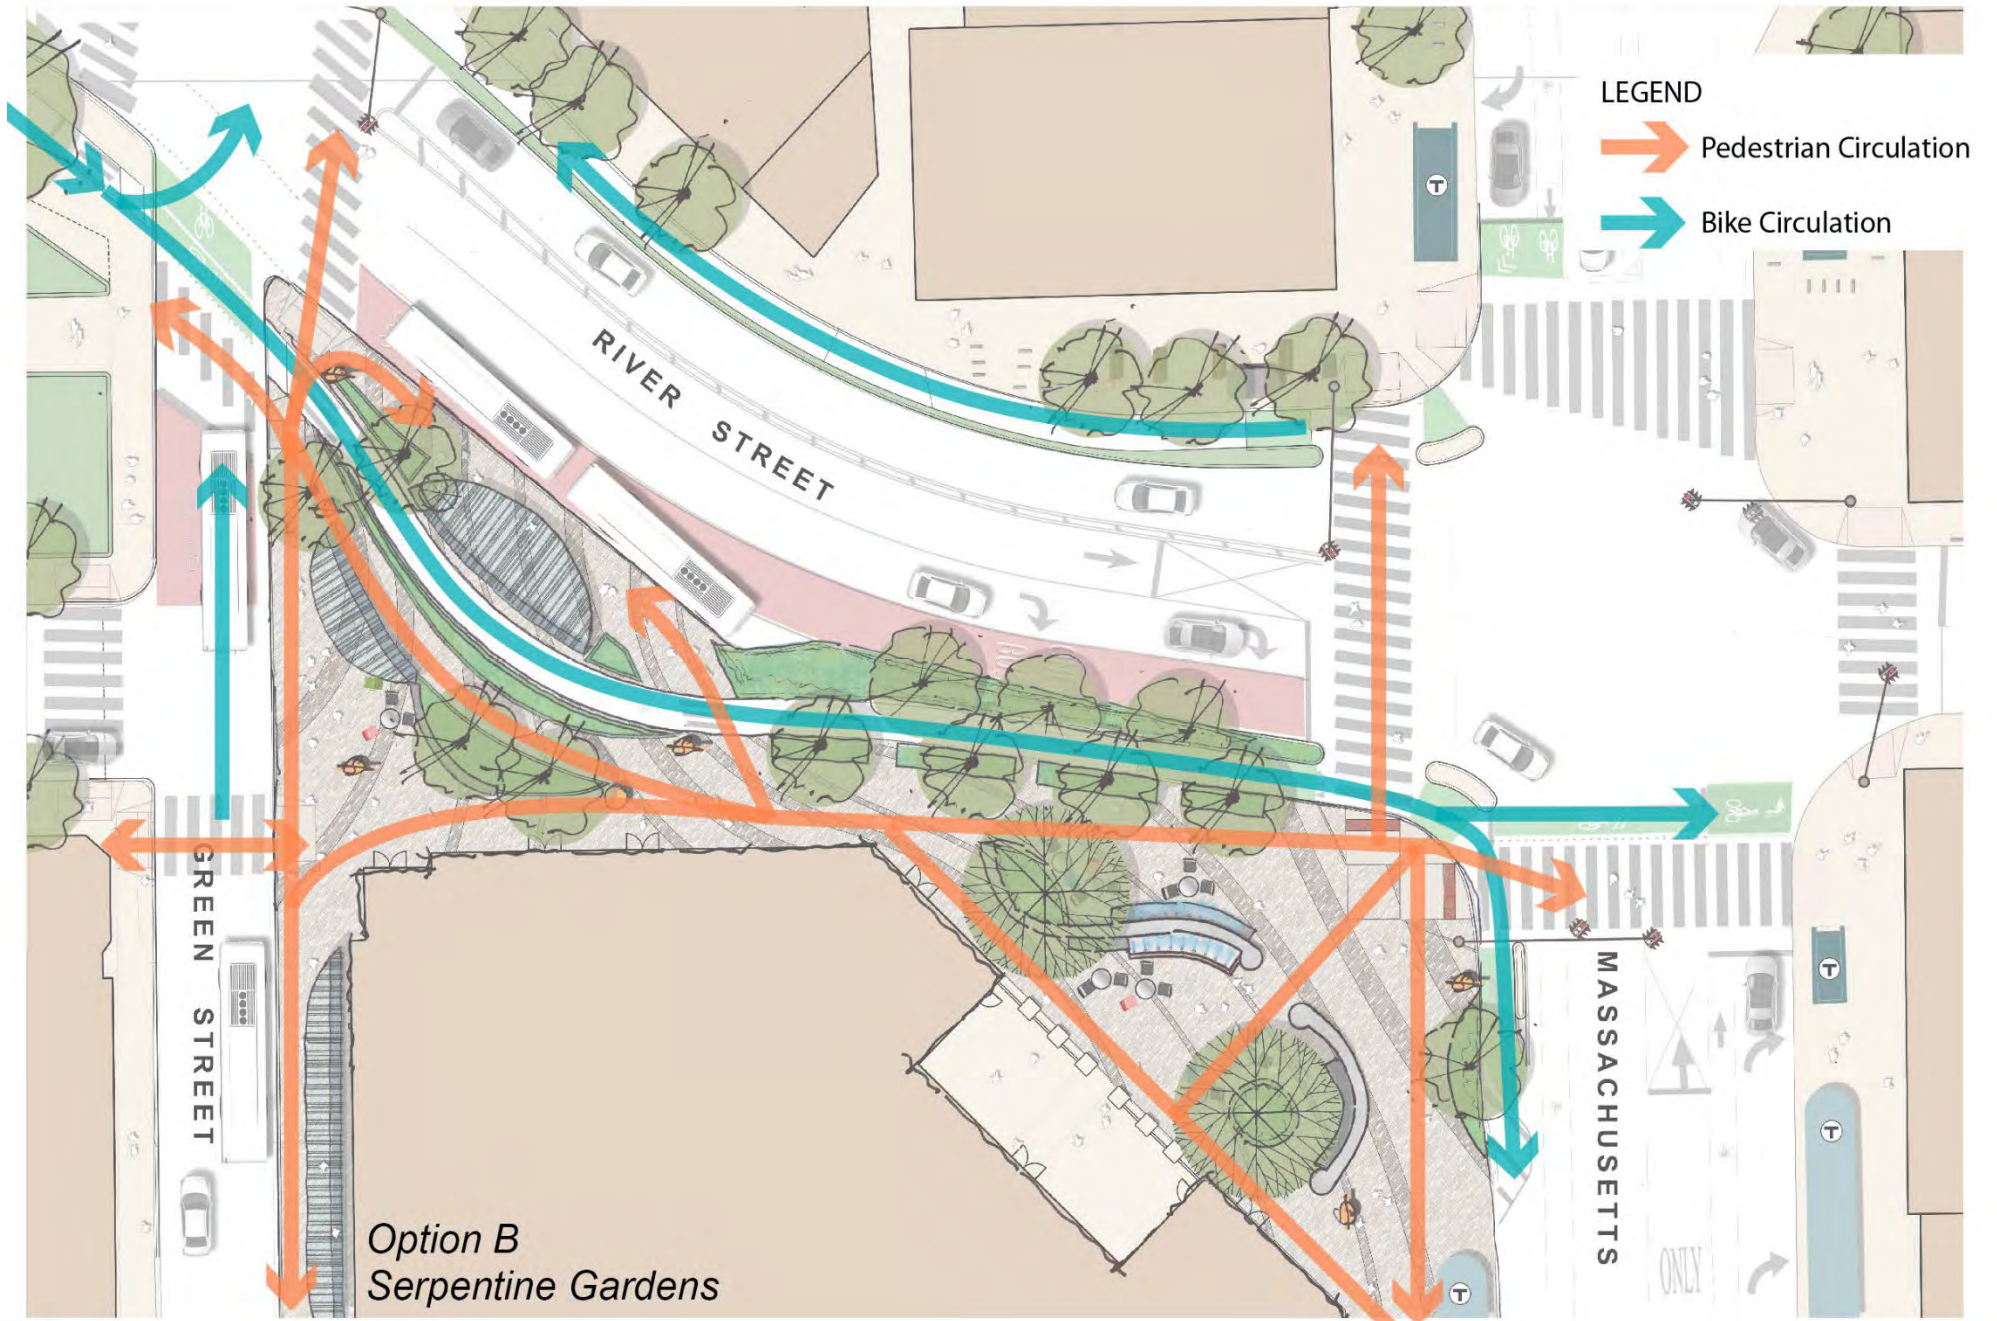 LEGEND
Pedestrian Circulation
Bike Circulation
T
RIVER STREET
GREEN STREET
MASSACHUSETTS
T
T
T
ONLY
Option B
Serpentine Gardens